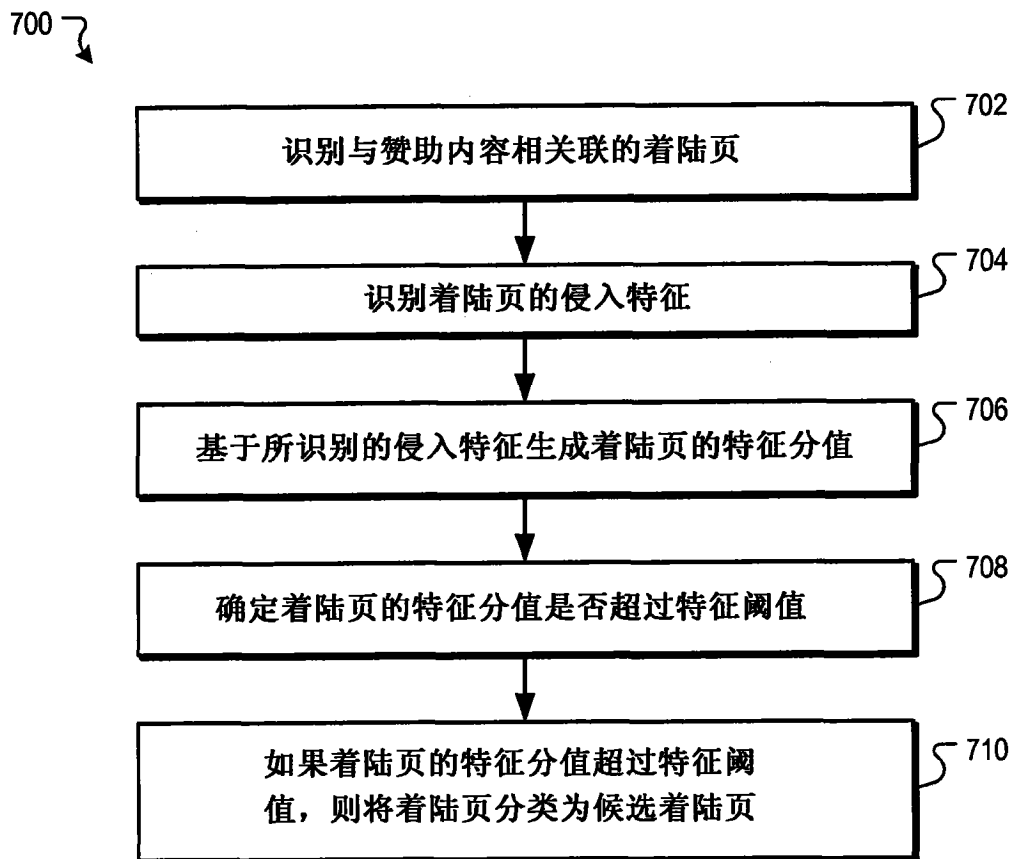 700
识别与赞助内容相关联的着陆页
702
识别着陆页的侵入特征
704
基于所识别的侵入特征生成着陆页的特征分值
706
确定着陆页的特征分值是否超过特征阈值
708
如果着陆页的特征分值超过特征阈
值，则将着陆页分类为候选着陆页
710